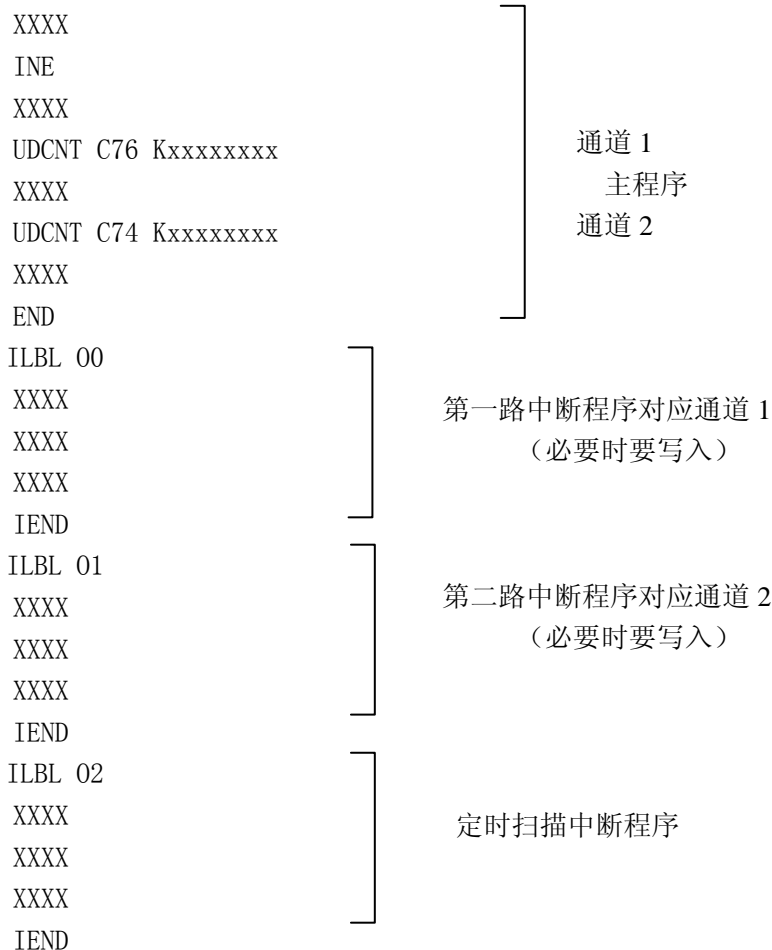 XXXX
INE
XXXX
UDCNT C76 Kxxxxxxxx
XXXX
UDCNT C74 Kxxxxxxxx
XXXX
END
通道 1
主程序
通道 2
ILBL 00
XXXX
XXXX
XXXX
IEND
第一路中断程序对应通道 1
（必要时要写入）
ILBL 01
XXXX
XXXX
XXXX
IEND
第二路中断程序对应通道 2
（必要时要写入）
ILBL 02
XXXX
XXXX
XXXX
IEND
定时扫描中断程序